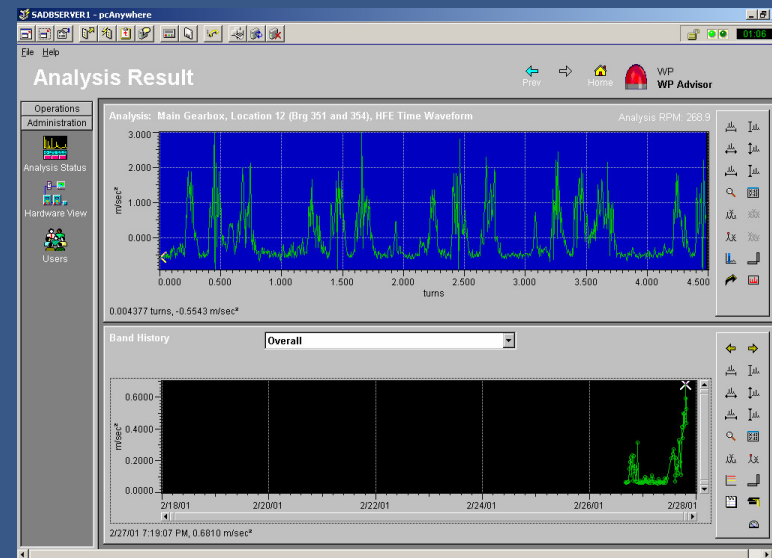 SADBSERVER1 - pcAnywhere
01:06
File Help
Analysis Result
Prev
Home
WP
WP Advisor
Operations
Administration
Analysis Status
Hardware View
Users
Analysis: Main Gearbox, Location 12 (Brg 351 and 354), HFE Time Waveform
Analysis RPM: 268.9
3.000
2.000
1.000
0.000
m/sec²
0.000 0.500 1.000 1.500 2.000 2.500 3.000 3.500 4.000 4.500
turns
0.004377 turns, -0.5543 m/sec²
Band History
Overall
0.6000
0.4000
0.2000
0.0000
m/sec²
2/18/01 2/20/01 2/22/01 2/24/01 2/26/01 2/28/01
2/27/01 7:19:07 PM, 0.6810 m/sec²